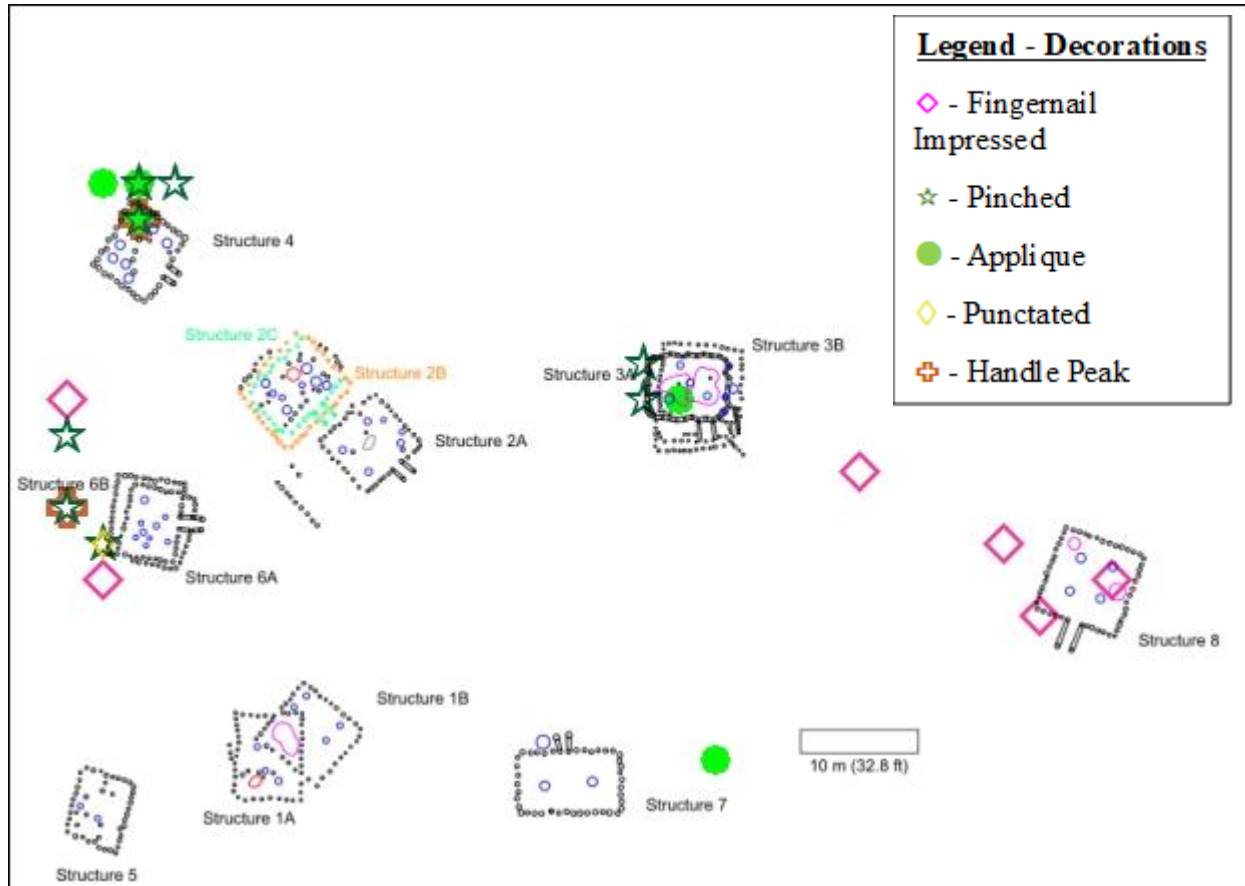 Legend - Decorations
- Fingernail
Impressed
- Pinched
- Applique
- Punctated
- Handle Peak
Structure 4
Structure 2C
Structure 2B
Structure 3B
Structure 3A
Structure 2A
Structure 6B
Structure 6A
Structure 8
Structure 1B
10 m (32.8 ft)
Structure 7
Structure 1A
Structure 5